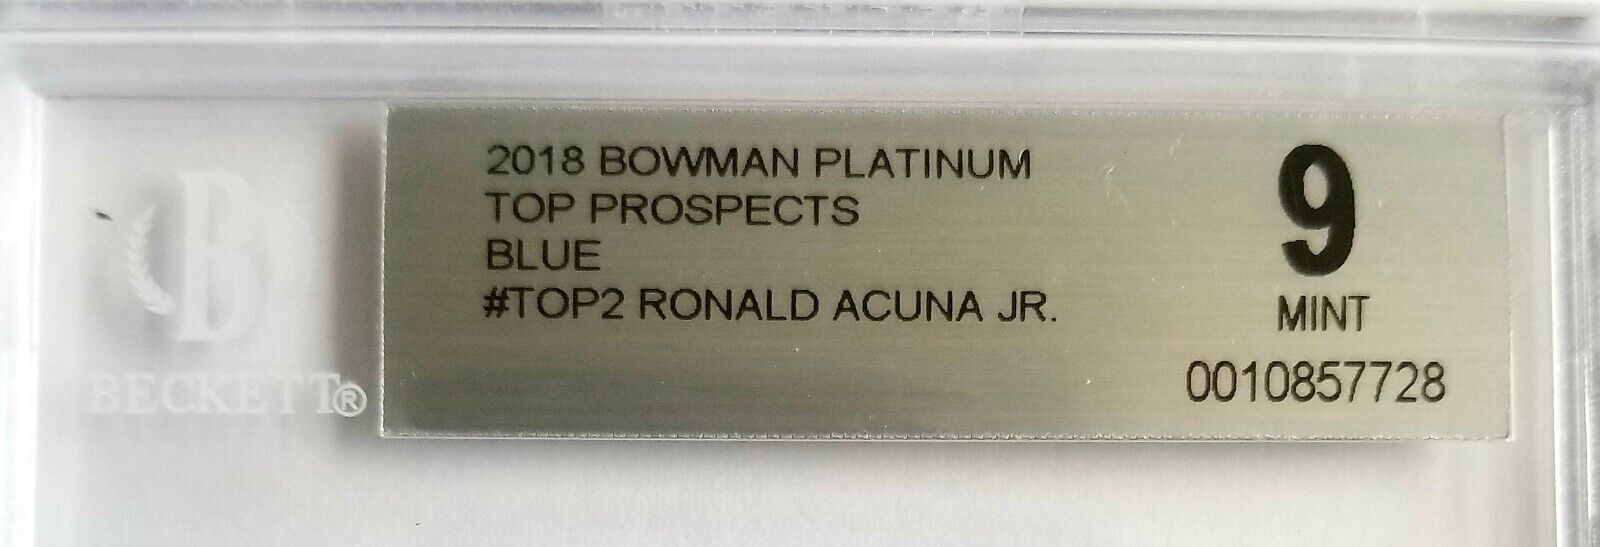 2018 BOWMAN PLATINUM
TOP PROSPECTS
BLUE
#TOP2 RONALD ACUNA JR.
9
MINT
0010857728
B
BECKETT®